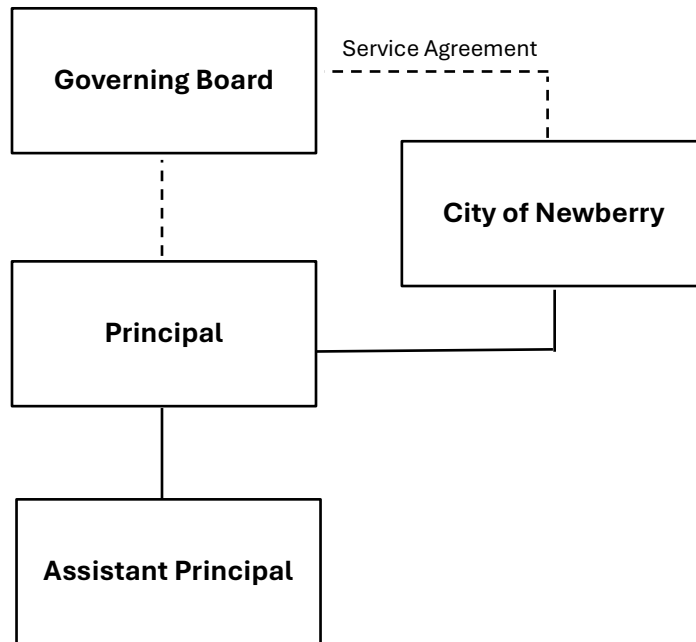 Service Agreement
Governing Board
City of Newberry
Principal
Assistant Principal